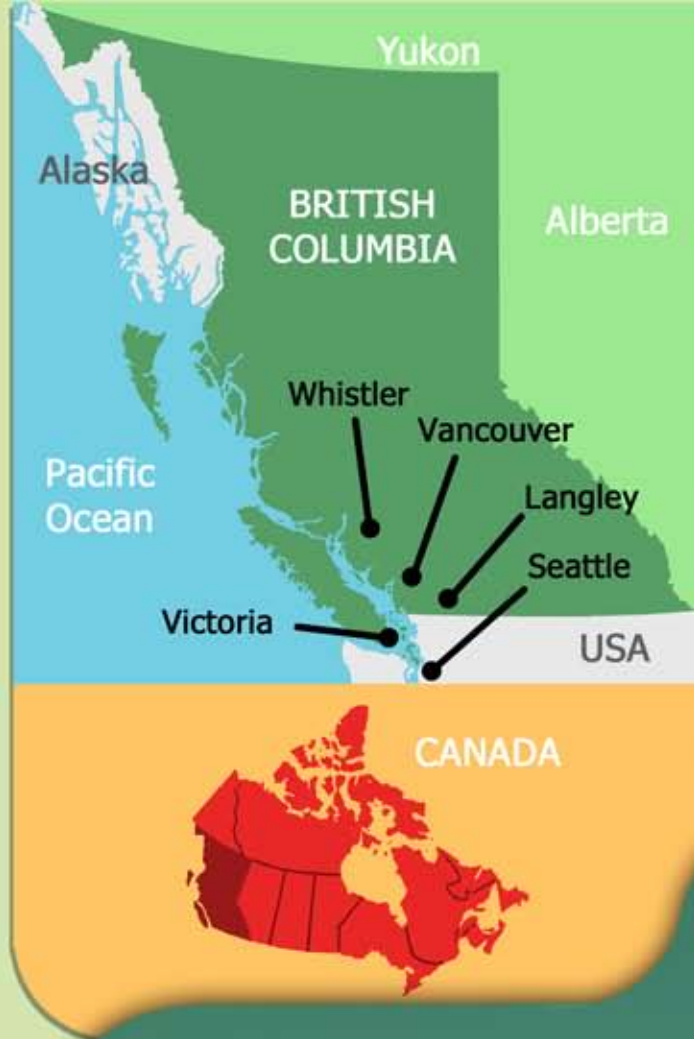 Yukon
Alaska
BRITISH
COLUMBIA
Alberta
Whistler
Vancouver
Pacific
Ocean
Langley
Seattle
Victoria
USA
CANADA